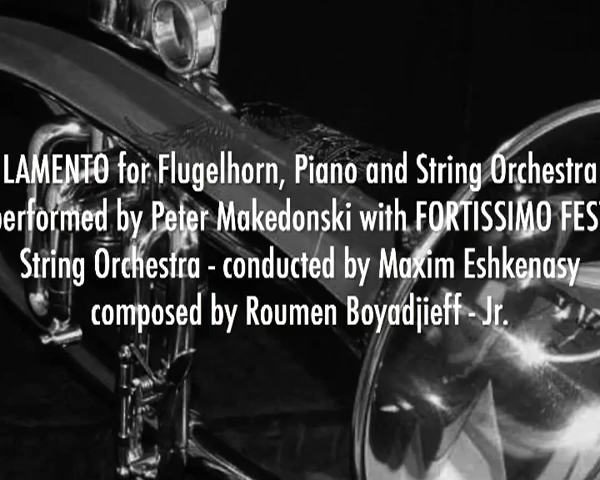 LAMENTO for Flugelhorn, Piano and String Orchestra
performed by Peter Makedonski with FORTISSIMO FEST
String Orchestra - conducted by Maxim Eshkenasy
composed by Roumen Boyadjieff - Jr.